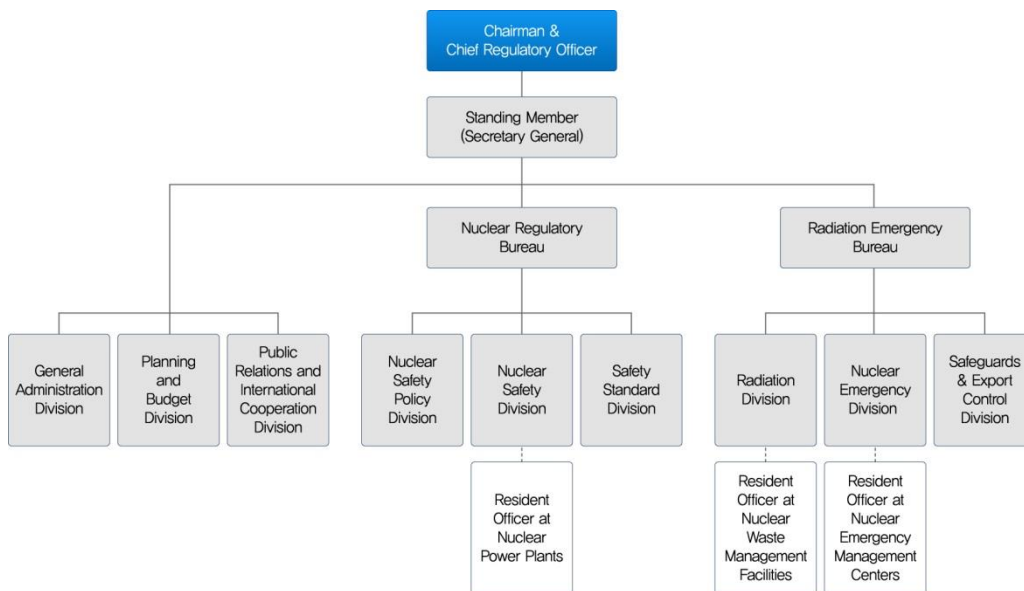 Chairman &
Chief Regulatory Officer
Standing Member
(Secretary General)
Nuclear Regulatory
Bureau
Radiation Emergency
Bureau
General
Administration
Division
Planning
and
Budget
Division
Public
Relations and
International
Cooperation
Division
Nuclear
Safety
Policy
Division
Nuclear
Safety
Division
Safety
Standard
Division
Radiation
Division
Nuclear
Emergency
Division
Safeguards
& Export
Control
Division
Resident
Officer at
Nuclear
Power Plants
Resident
Officer at
Nuclear
Waste
Management
Facilities
Resident
Officer at
Nuclear
Emergency
Management
Centers